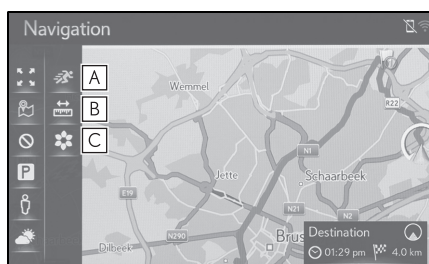 Navigation
A
B
C
P
Wemmel
R22
N1
Jette
Schaarbeek
E19
N21
N2
N290
Brus
Dilbeek
Destination
01:29 pm 4.0 km